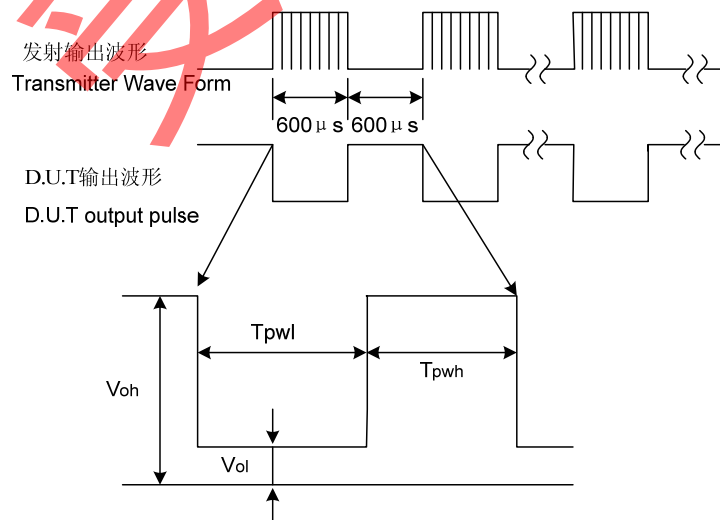 发射输出波形
Transmitter Wave Form
600μs 600μs
D.U.T输出波形
D.U.T output pulse
Tpwl
Tpwh
Voh
Vol